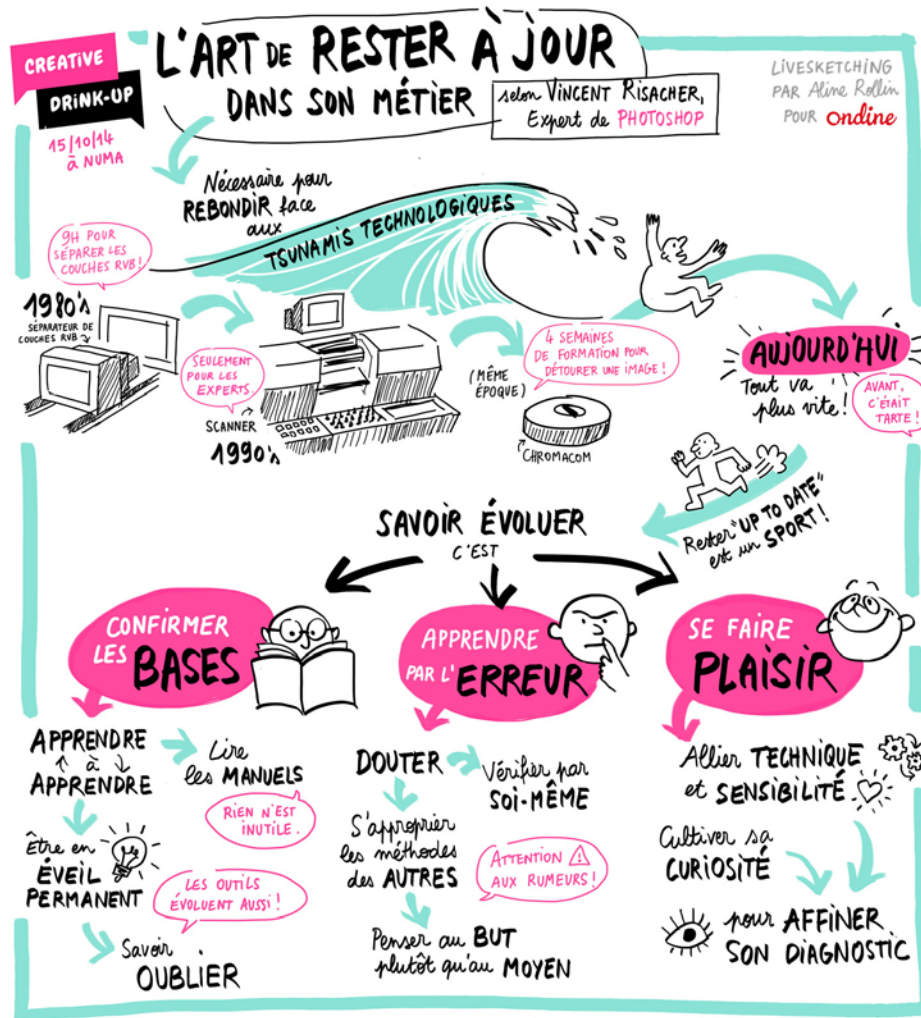 CREATIVE
DRINK-UP
15/10/14
à NUMA
L'ART DE RESTER À JOUR
DANS SON MÉTIER
selon VINCENT RISACHER,
Expert de PHOTOSHOP
LIVESKETCHING
PAR Aline Rollin
POUR ondine
Nécessaire pour
REBONDIR face
aux
TSUNAMIS TECHNOLOGIQUES
9H POUR
SÉPARER LES
COUCHES RVB!
1980's
SÉPARATEUR DE
COUCHES RVB
SEULEMENT
POUR LES
EXPERTS
SCANNER
1990's
(MÊME
ÉPOQUE)
4 SEMAINES
DE FORMATION POUR
DÉTOURER UNE IMAGE!
CHROMACOM
AUJOURD'HUI
Tout va
plus vite!
AVANT,
C'ÉTAIT
TARTE!
Rester "UP TO DATE"
est un SPORT!
SAVOIR ÉVOLUER
C'EST
CONFIRMER
LES BASES
APPRENDRE
à
APPRENDRE
Lire
les MANUELS
RIEN N'EST
INUTILE.
Être en
ÉVEIL
PERMANENT
LES OUTILS
ÉVOLUENT AUSSI!
Savoir
OUBLIER
APPRENDRE
PAR L'ERREUR
DOUTER
Vérifier par
SOI-MÊME
S'approprier
les méthodes
des AUTRES
ATTENTION
AUX RUMEURS!
Penser au BUT
plutôt qu'au MOYEN
SE FAIRE
PLAISIR
Allier TECHNIQUE
et SENSIBILITÉ
Cultiver sa
CURIOSITÉ
pour AFFINER
SON DIAGNOSTIC